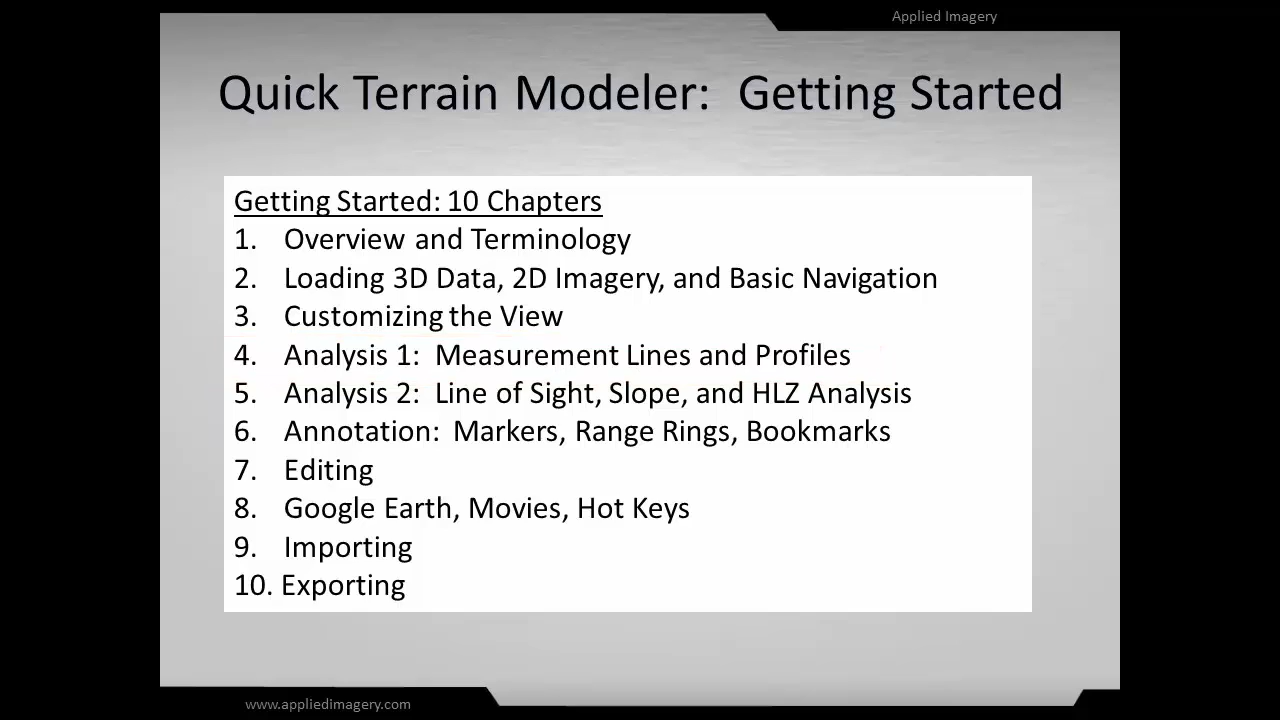 Applied Imagery
Quick Terrain Modeler: Getting Started
Getting Started: 10 Chapters
1. Overview and Terminology
2. Loading 3D Data, 2D Imagery, and Basic Navigation
3. Customizing the View
4. Analysis 1: Measurement Lines and Profiles
5. Analysis 2: Line of Sight, Slope, and HLZ Analysis
6. Annotation: Markers, Range Rings, Bookmarks
7. Editing
8. Google Earth, Movies, Hot Keys
9. Importing
10. Exporting
www.appliedimagery.com